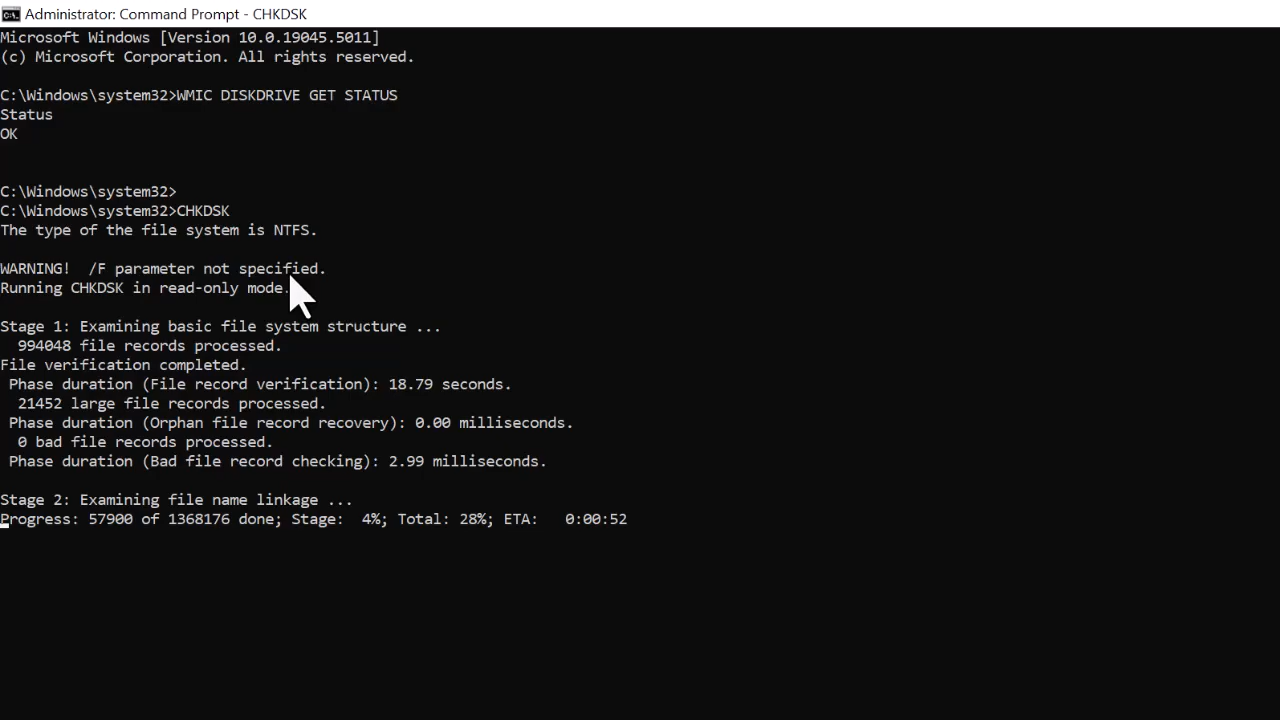 Administrator: Command Prompt - CHKDSK
Microsoft Windows [Version 10.0.19045.5011]
(c) Microsoft Corporation. All rights reserved.
C:\Windows\system32>WMIC DISKDRIVE GET STATUS
Status
OK
C:\Windows\system32>
C:\Windows\system32>CHKDSK
The type of the file system is NTFS.
WARNING!  /F parameter not specified.
Running CHKDSK in read-only mode.
Stage 1: Examining basic file system structure ...
  994048 file records processed.
File verification completed.
 Phase duration (File record verification): 18.79 seconds.
  21452 large file records processed.
 Phase duration (Orphan file record recovery): 0.00 milliseconds.
  0 bad file records processed.
 Phase duration (Bad file record checking): 2.99 milliseconds.
Stage 2: Examining file name linkage ...
Progress: 57900 of 1368176 done; Stage:  4%; Total: 28%; ETA:   0:00:52